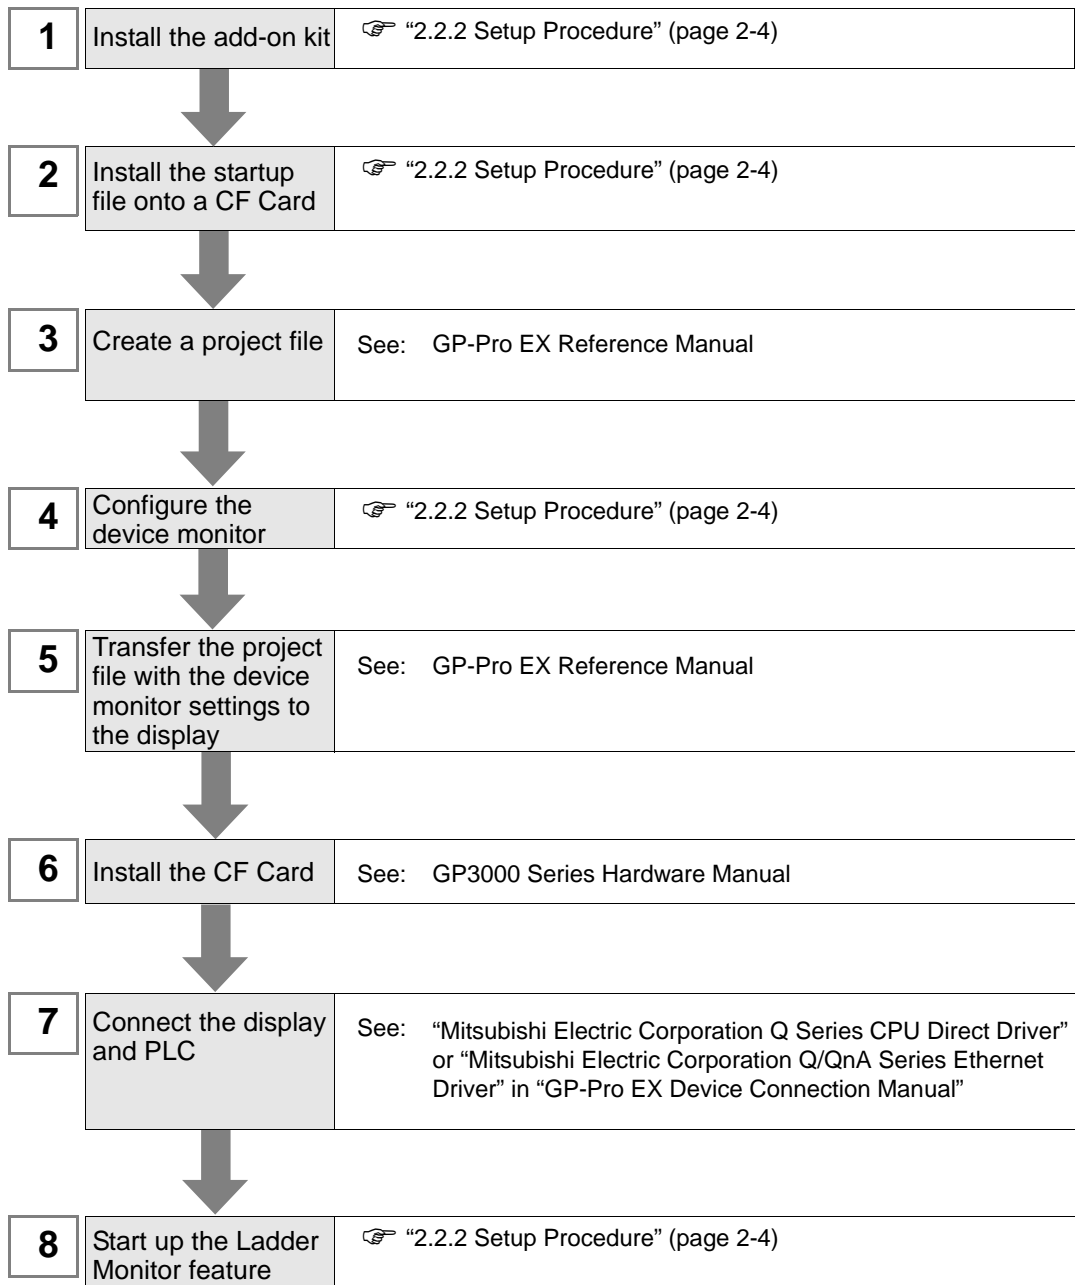 1
Install the add-on kit
☞ “2.2.2 Setup Procedure” (page 2-4)
2
Install the startup
file onto a CF Card
☞ “2.2.2 Setup Procedure” (page 2-4)
3
Create a project file
See: GP-Pro EX Reference Manual
4
Configure the
device monitor
☞ “2.2.2 Setup Procedure” (page 2-4)
5
Transfer the project
file with the device
monitor settings to
the display
See: GP-Pro EX Reference Manual
6
Install the CF Card
See: GP3000 Series Hardware Manual
7
Connect the display
and PLC
See: “Mitsubishi Electric Corporation Q Series CPU Direct Driver”
or “Mitsubishi Electric Corporation Q/QnA Series Ethernet
Driver” in “GP-Pro EX Device Connection Manual”
8
Start up the Ladder
Monitor feature
☞ “2.2.2 Setup Procedure” (page 2-4)